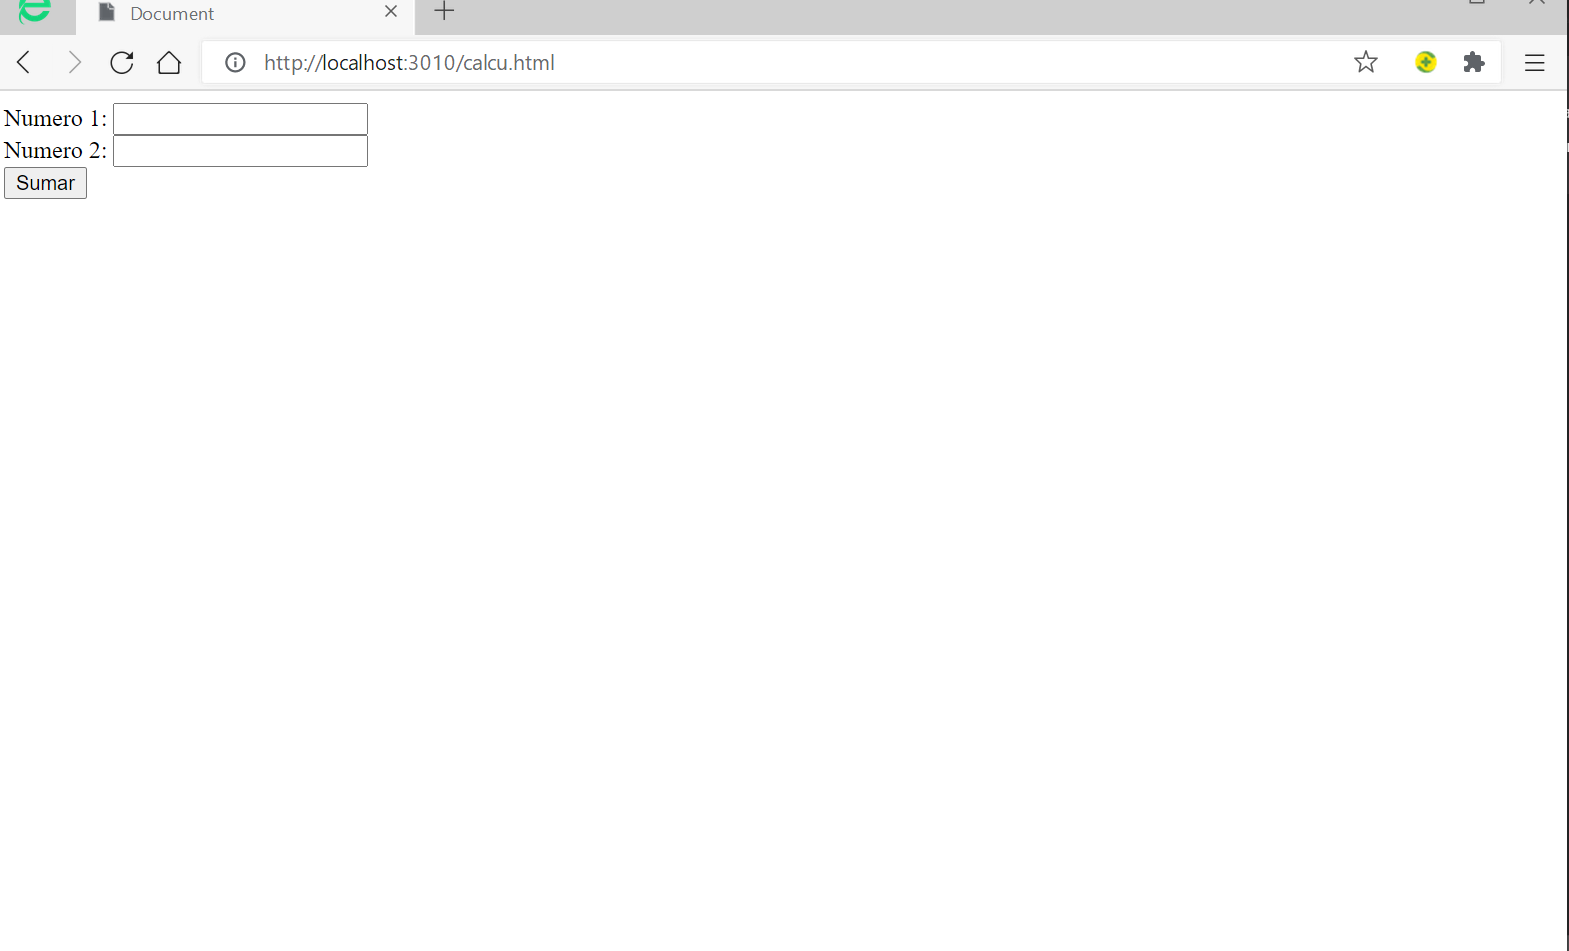 Document
http://localhost:3010/calcu.html
Numero 1:
Numero 2:
Sumar